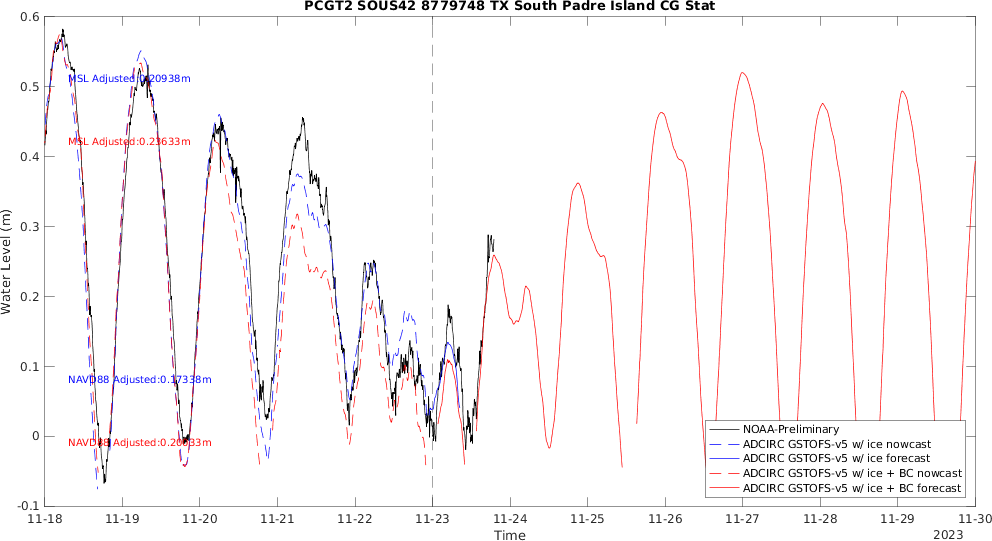 PCGT2 SOUS42 8779748 TX South Padre Island CG Stat
Water Level (m)
0.6
0.5
0.4
0.3
0.2
0.1
0
-0.1
MSL Adjusted:0.20938m
MSL Adjusted:0.23633m
NAVD88 Adjusted:0.17338m
NAVD88 Adjusted:0.20033m
NOAA-Preliminary
ADCIRC GSTOFS-v5 w/ ice nowcast
ADCIRC GSTOFS-v5 w/ ice forecast
ADCIRC GSTOFS-v5 w/ ice + BC nowcast
ADCIRC GSTOFS-v5 w/ ice + BC forecast
11-18 11-19 11-20 11-21 11-22 11-23 11-24 11-25 11-26 11-27 11-28 11-29 11-30
Time
2023